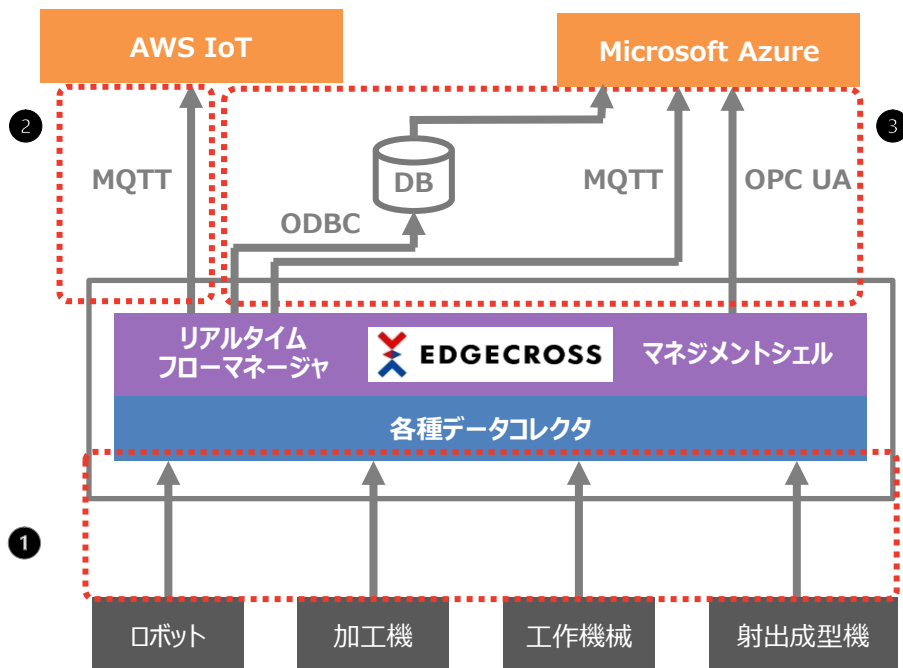 AWS IoT
Microsoft Azure
❷
❸
MQTT
DB
MQTT
OPC UA
ODBC
リアルタイム
フローマネージャ
EDGECROSS
マネジメントシェル
各種データコレクタ
❶
ロボット
加工機
工作機械
射出成型機